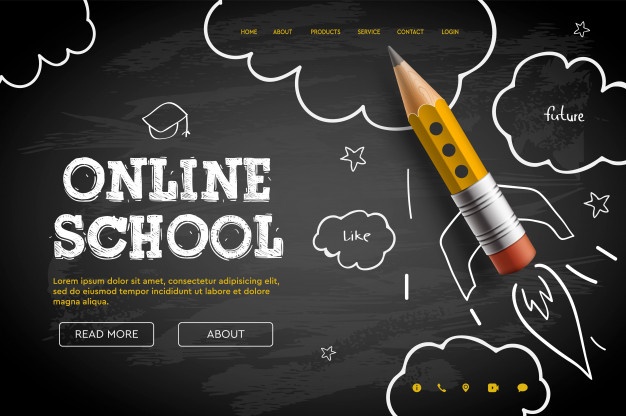 HOME ABOUT PRODUCTS SERVICE CONTACT LOGIN
future
ONLINE
SCHOOL
Like
Lorem ipsum dolor sit amet, consectetur adipisicing elit,
sed do eiusmod tempor incididunt ut labore et dolore
magna aliqua.
READ MORE ABOUT